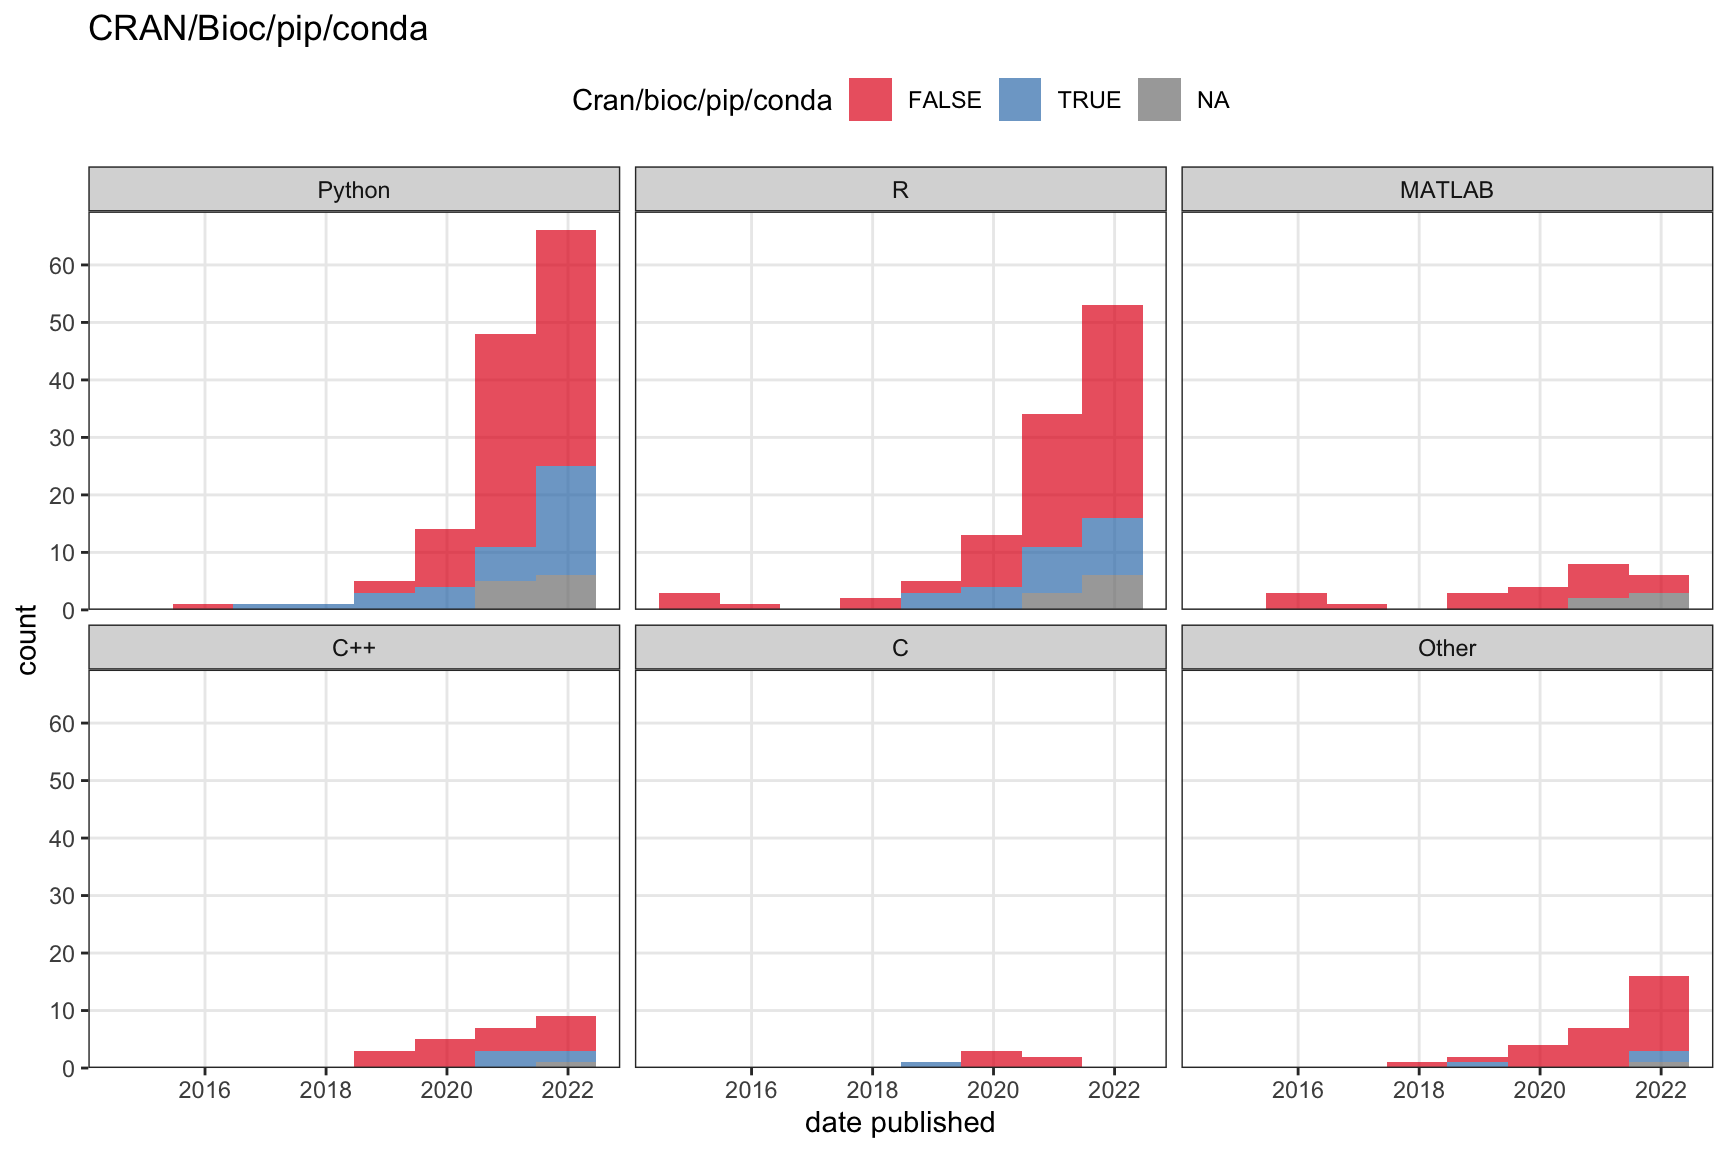 CRAN/Bioc/pip/conda
Cran/bioc/pip/conda FALSE TRUE NA
Python R MATLAB
60
50
40
30
20
10
0
C++ C Other
60
50
40
30
20
10
0
count
2016 2018 2020 2022 2016 2018 2020 2022 2016 2018 2020 2022
date published